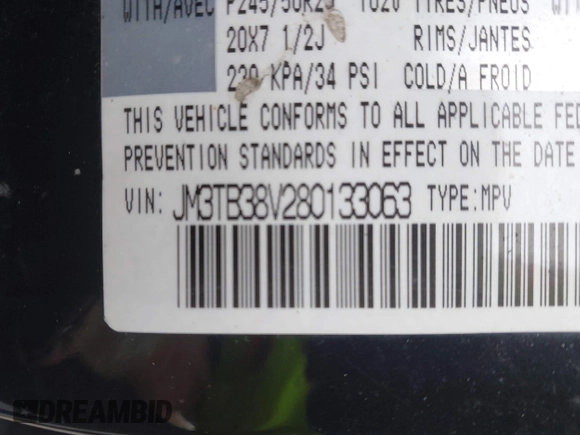 WITH/AVEC P245/50R20 102V TIRES/PNEUS
20X7 1/2J RIMS/JANTES
230 KPA/34 PSI COLD/A FROID
THIS VEHICLE CONFORMS TO ALL APPLICABLE FED
PREVENTION STANDARDS IN EFFECT ON THE DATE
VIN: JM3TB38V280133063 TYPE:MPV
DREAMBID